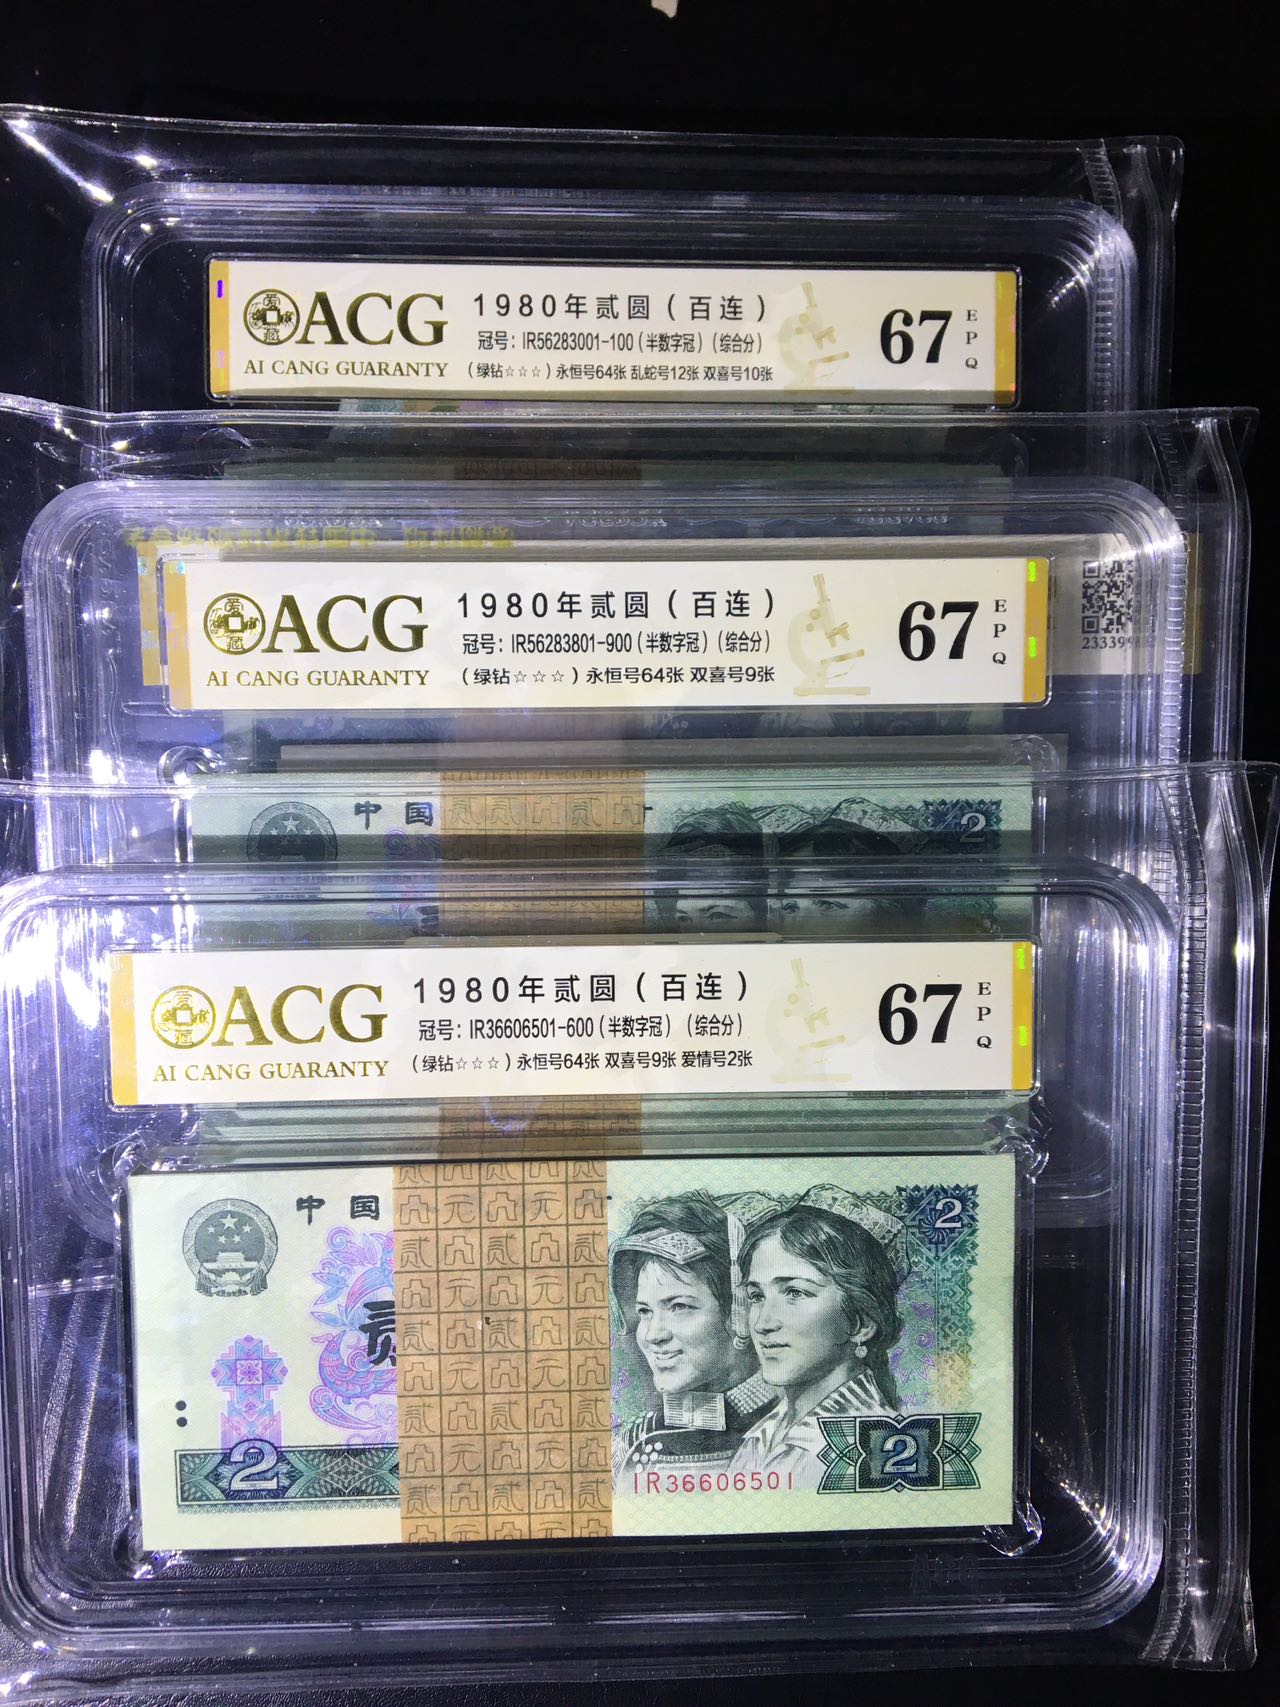 爱藏
ACG
AI CANG GUARANTY
1980年贰圆（百连）
冠号：IR56283001-100（半数字冠）（综合分）
（绿钻☆☆☆）永恒号64张 乱蛇号12张 双喜号10张
67
EPQ
爱藏
ACG
AI CANG GUARANTY
1980年贰圆（百连）
冠号：IR56283801-900（半数字冠）（综合分）
（绿钻☆☆☆）永恒号64张 双喜号9张
67
EPQ
中国
2
爱藏
ACG
AI CANG GUARANTY
1980年贰圆（百连）
冠号：IR36606501-600（半数字冠）（综合分）
（绿钻☆☆☆）永恒号64张 双喜号9张 爱情号2张
67
EPQ
中国
2
2
IR36606501
2